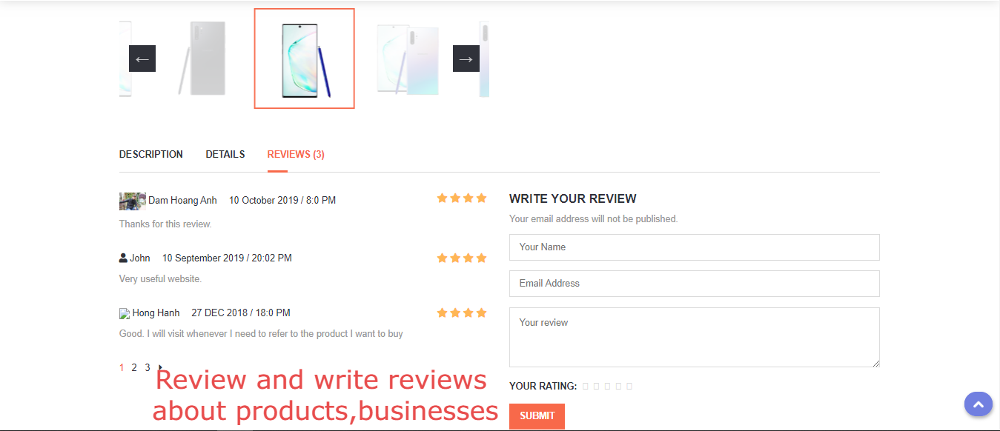 DESCRIPTION DETAILS REVIEWS (3)
Dam Hoang Anh 10 October 2019 / 8:0 PM
Thanks for this review.
John 10 September 2019 / 20:02 PM
Very useful website.
Hong Hanh 27 DEC 2018 / 18:0 PM
Good. I will visit whenever I need to refer to the product I want to buy
1 2 3
WRITE YOUR REVIEW
Your email address will not be published.
Your Name
Email Address
Your review
YOUR RATING:
SUBMIT
Review and write reviews
about products,businesses